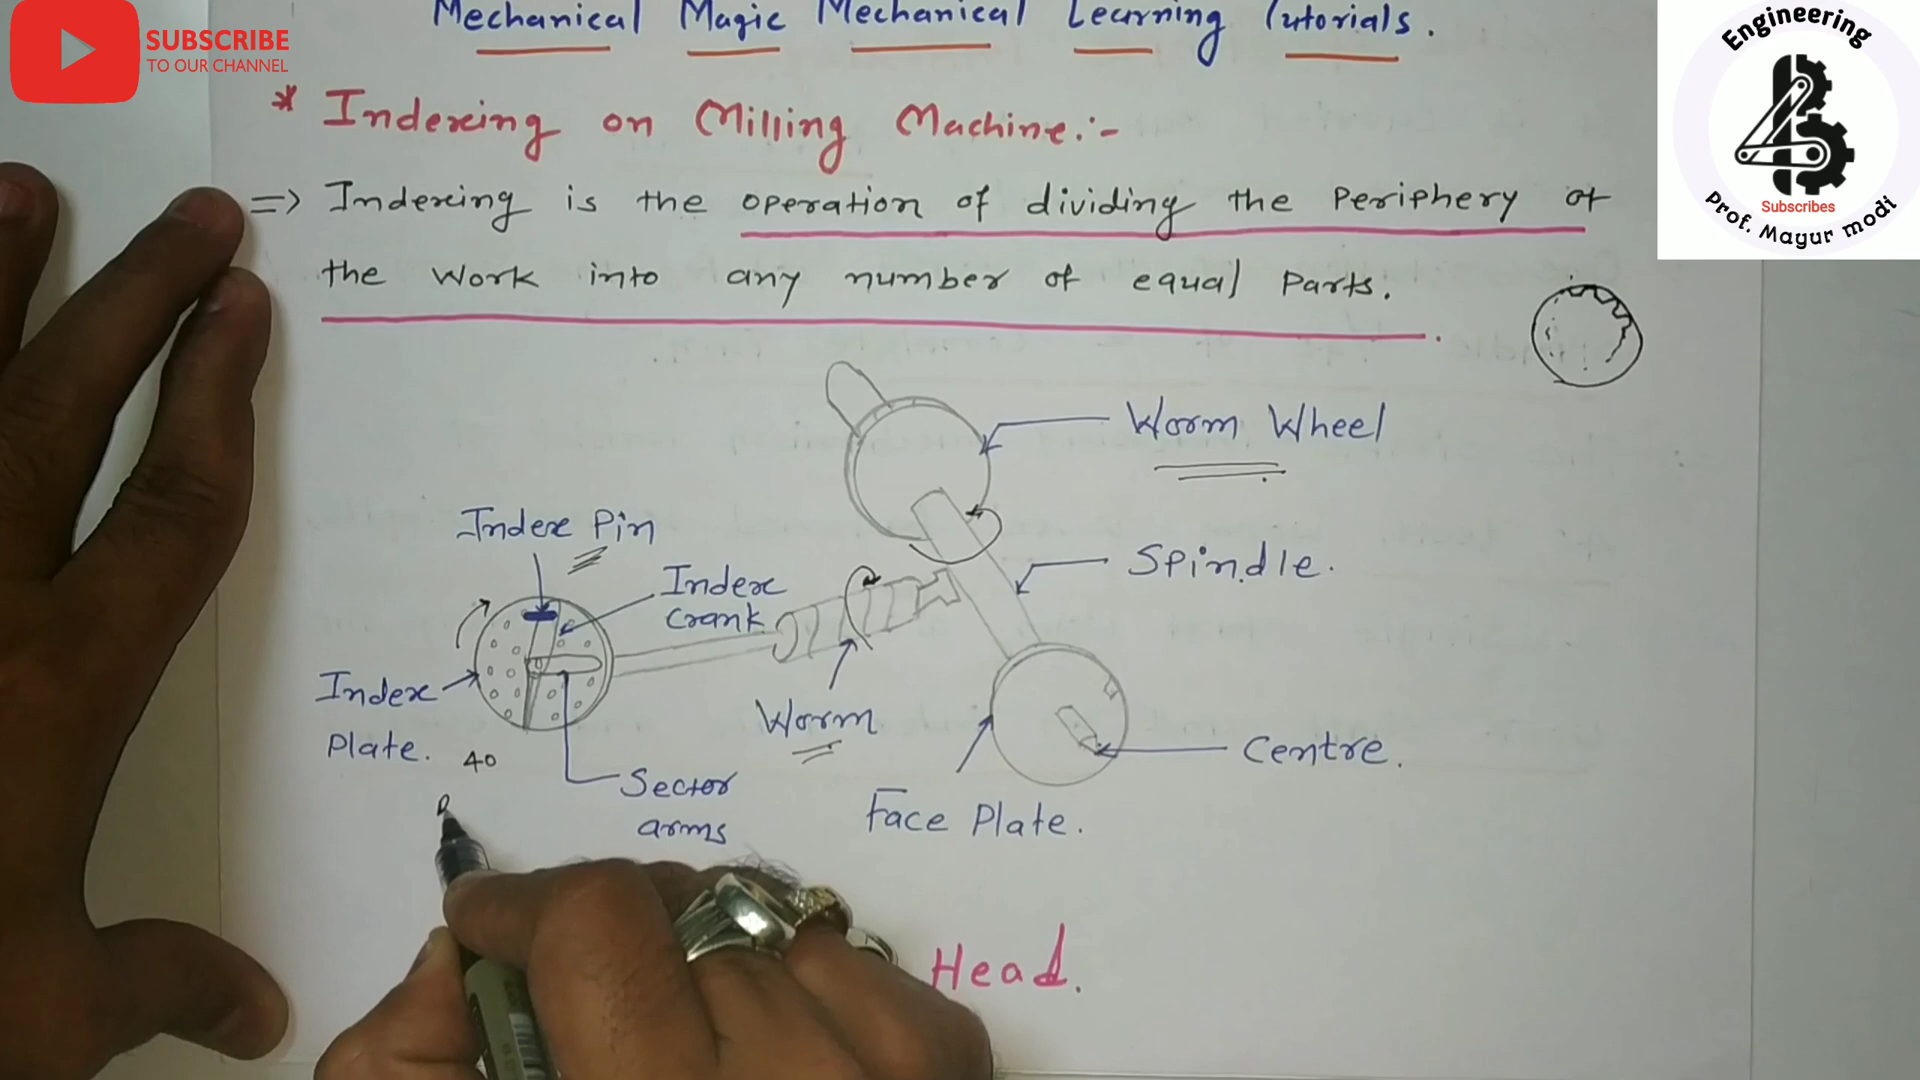 Mechanical Magic Mechanical Learning Tutorials.
SUBSCRIBE
TO OUR CHANNEL
Engineering
Subscribes
Prof. Mayur modi
* Indexing on Milling Machine:-
=> Indexing is the operation of dividing the Periphery of
the Work into any number of equal Parts.
Worm Wheel
Index Pin
Spindle.
Index
Crank
Index
Plate.
40
Worm
Sector
arms
Centre.
Face Plate.
Head.